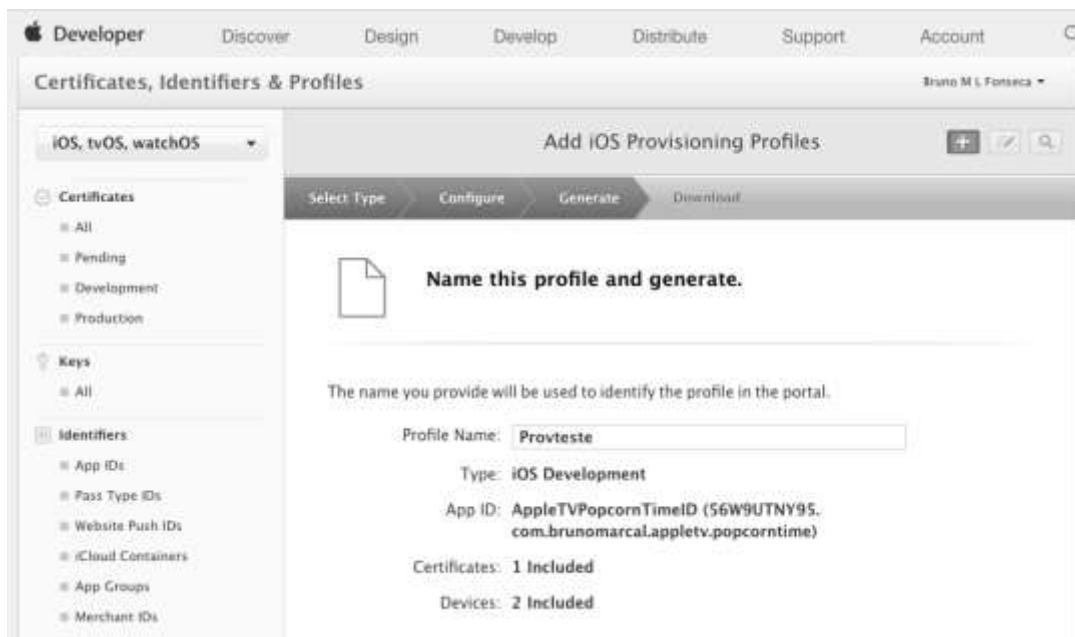 Developer Discover Design Develop Distribute Support Account
Certificates, Identifiers & Profiles
Bruno M L Fonseca
iOS, tvOS, watchOS
Add iOS Provisioning Profiles
Select Type Configure Generate Download
Certificates
All
Pending
Development
Production
Keys
All
Identifiers
App IDs
Pass Type IDs
Website Push IDs
iCloud Containers
App Groups
Merchant IDs
Name this profile and generate.
The name you provide will be used to identify the profile in the portal.
Profile Name: Provteste
Type: iOS Development
App ID: AppleTVPopcornTimeID (56W9UTNY95.
com.brunomarcal.appletv.popcorntime)
Certificates: 1 Included
Devices: 2 Included